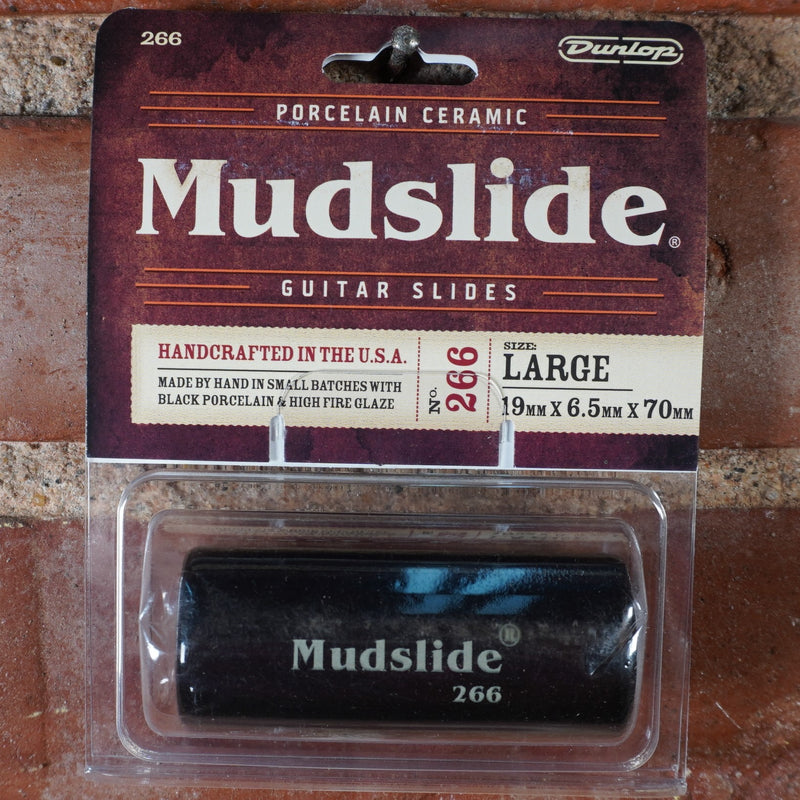 266
Dunlop
PORCELAIN CERAMIC
Mudslide®
GUITAR SLIDES
HANDCRAFTED IN THE U.S.A.
MADE BY HAND IN SMALL BATCHES WITH
BLACK PORCELAIN & HIGH FIRE GLAZE
No. 266
SIZE:
LARGE
19MM X 6.5MM X 70MM
Mudslide®
266